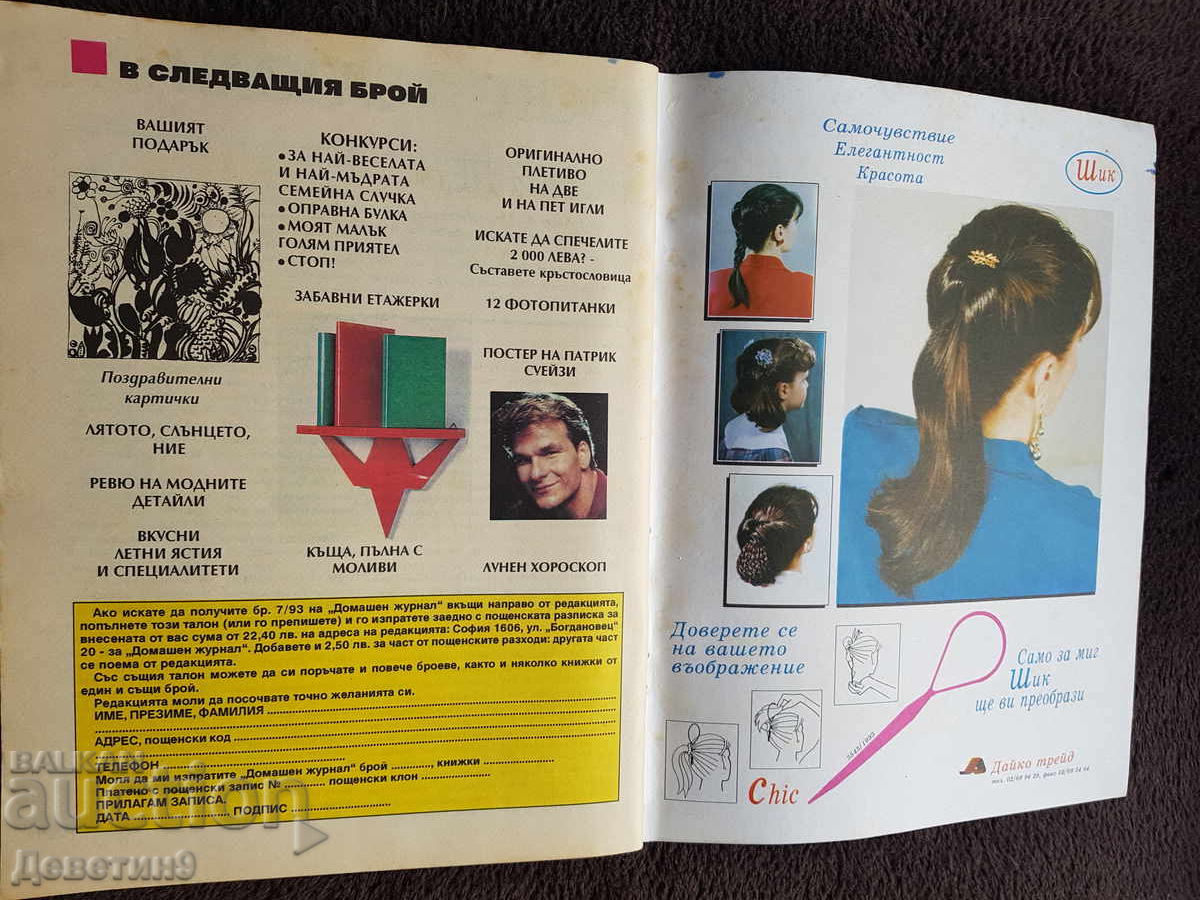 В СЛЕДВАЩИЯ БРОЙ
ВАШИЯТ
ПОДАРЪК
Поздравителни
картички
ЛЯТОТО, СЛЪНЦЕТО,
НИЕ
РЕВЮ НА МОДНИТЕ
ДЕТАЙЛИ
ВКУСНИ
ЛЕТНИ ЯСТИЯ
И СПЕЦИАЛИТЕТИ
КОНКУРСИ:
•ЗА НАЙ-ВЕСЕЛАТА
И НАЙ-МЪДРАТА
СЕМЕЙНА СЛУЧКА
•ОПРАВНА БУЛКА
•МОЯТ МАЛЪК
ГОЛЯМ ПРИЯТЕЛ
•СТОП!
ЗАБАВНИ ЕТАЖЕРКИ
КЪЩА, ПЪЛНА С
МОЛИВИ
ОРИГИНАЛНО
ПЛЕТИВО
НА ДВЕ
И НА ПЕТ ИГЛИ
ИСКАТЕ ДА СПЕЧЕЛИТЕ
2 000 ЛЕВА? -
Съставете кръстословица
12 ФОТОПИТАНКИ
ПОСТЕР НА ПАТРИК
СУЕЙЗИ
ЛУНЕН ХОРОСКОП
Ако искате да получите бр. 7/93 на „Домашен журнал" вкъщи направо от редакцията,
попълнете този талон (или го препишете) и го изпратете заедно с пощенската разписка за
внесената от вас сума от 22,40 лв. на адреса на редакцията: София 1606, ул. „Богдановец"
20 - за „Домашен журнал". Добавете и 2,50 лв. за част от пощенските разходи: другата част
се поема от редакцията.
Със същия талон можете да си поръчате и повече броеве, както и няколко книжки от
един и същи брой.
Редакцията моли да посочвате точно желанията си.
ИМЕ, ПРЕЗИМЕ, ФАМИЛИЯ
АДРЕС, пощенски код
ТЕЛЕФОН
Моля да ми изпратите „Домашен журнал" брой ..........., книжки
Платено с пощенски запис № ............ пощенски клон
ПРИЛАГАМ ЗАПИСА.
ДАТА ............ ПОДПИС
Самочувствие
Елегантност
Красота
Шик
Доверете се
на вашето
въображение
Само за миг
Шик
ще ви преобрази
Chic
Дайко трейд
BALKAN
auction
Деветин9